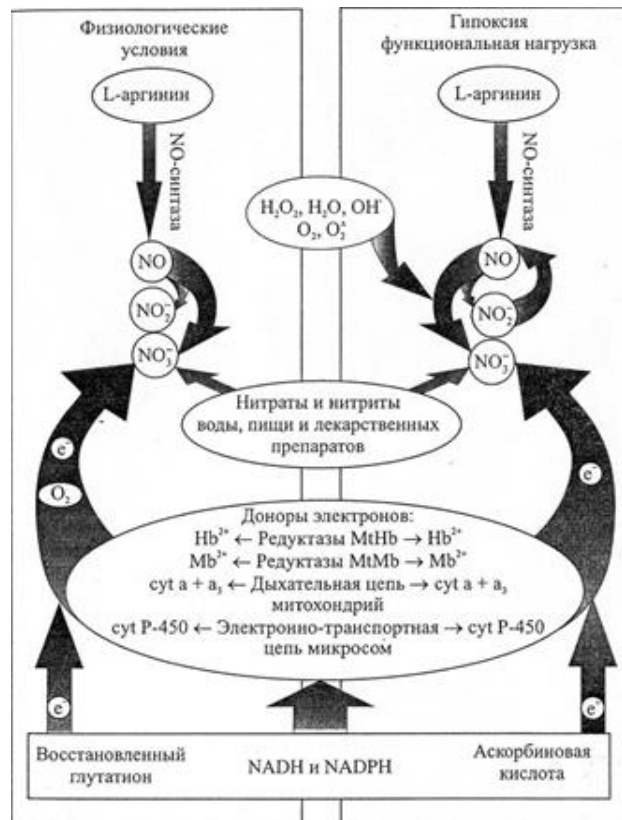 Физиологические
условия
Гипоксия
функциональная нагрузка
L-аргинин
L-аргинин
NO-синтаза
NO-синтаза
H₂O₂, H₂O, OH˙
O₂, O₂
NO
NO
NO₂⁻
NO₂⁻
NO₃⁻
NO₃⁻
Нитраты и нитриты
воды, пищи и лекарственных
препаратов
e⁻
O₂
e⁻
Доноры электронов:
Hb²⁺ ← Редуктазы MtHb → Hb²⁺
Mb²⁺ ← Редуктазы MtMb → Mb²⁺
cyt a + a₃ ← Дыхательная цепь → cyt a + a₃
митохондрий
cyt P-450 ← Электронно-транспортная → cyt P-450
цепь микросом
e⁻
e⁻
Восстановленный
глутатион
NADH и NADPH
Аскорбиновая
кислота